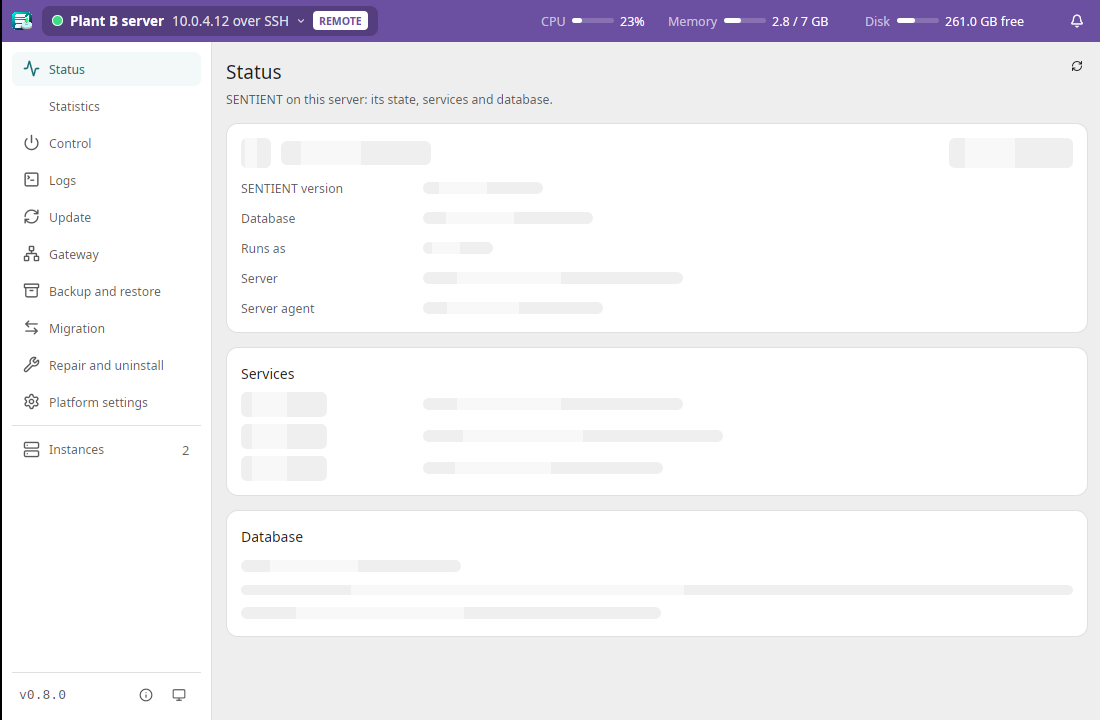 Plant B server 10.0.4.12 over SSH REMOTE
CPU 23% Memory 2.8 / 7 GB Disk 261.0 GB free
Status
Statistics
Control
Logs
Update
Gateway
Backup and restore
Migration
Repair and uninstall
Platform settings
Instances 2
v0.8.0
Status
SENTIENT on this server: its state, services and database.
SENTIENT version
Database
Runs as
Server
Server agent
Services
Database